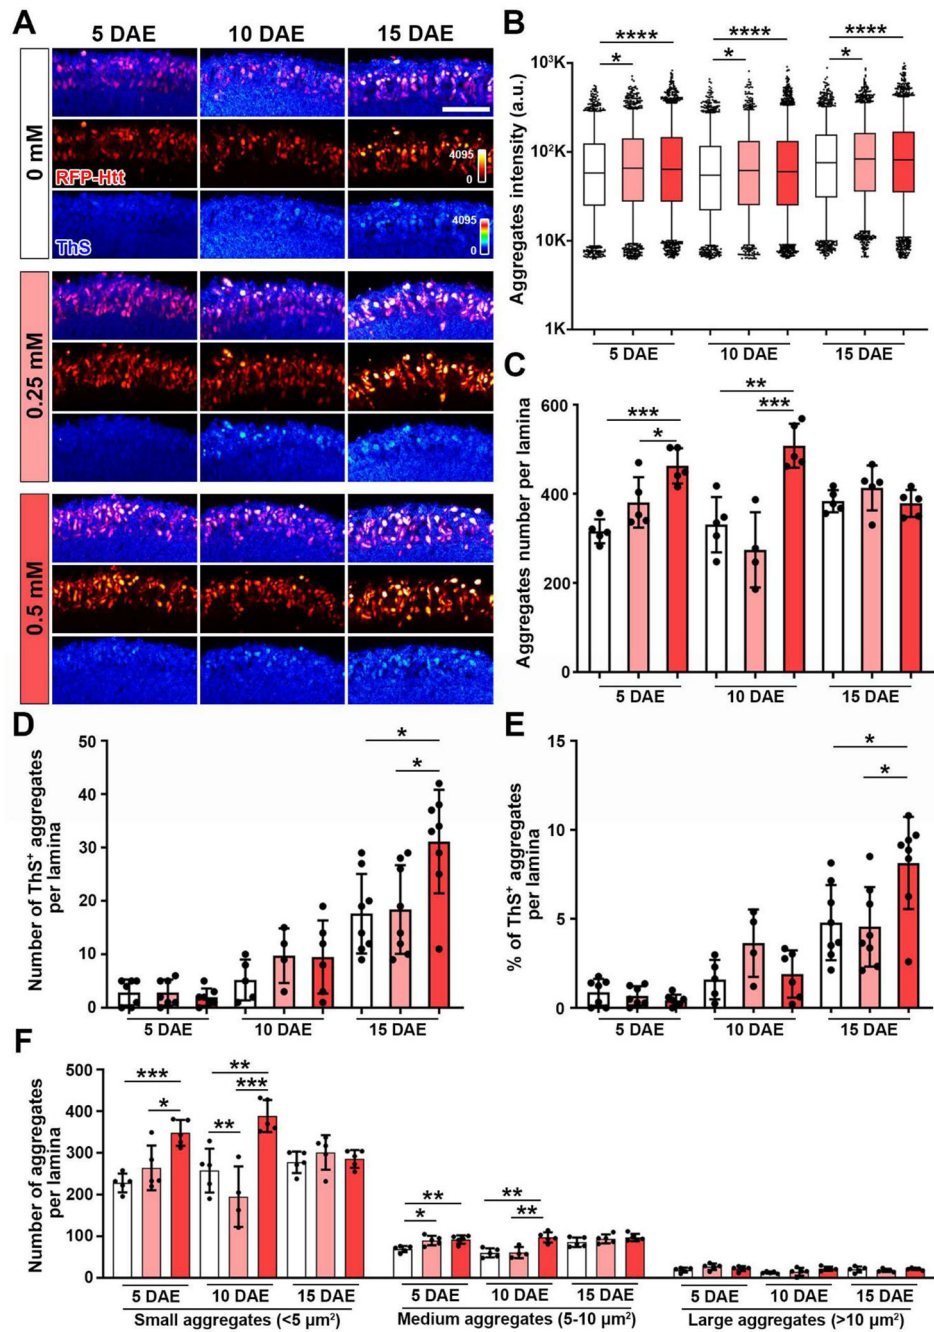 A
5 DAE
10 DAE
15 DAE
0 mM
RFP-Htt
4095
0
ThS
4095
0
0.25 mM
0.5 mM
B
Aggregates intensity (a.u.)
10³K
10²K
10K
1K
****
*
****
*
****
*
5 DAE
10 DAE
15 DAE
C
Aggregates number per lamina
600
400
200
0
***
*
**
***
5 DAE
10 DAE
15 DAE
D
Number of ThS⁺ aggregates
per lamina
50
40
30
20
10
0
*
*
5 DAE
10 DAE
15 DAE
E
% of ThS⁺ aggregates
per lamina
15
10
5
0
*
*
5 DAE
10 DAE
15 DAE
F
Number of aggregates
per lamina
500
400
300
200
100
0
***
*
**
***
**
**
*
**
**
5 DAE
10 DAE
15 DAE
5 DAE
10 DAE
15 DAE
5 DAE
10 DAE
15 DAE
Small aggregates (<5 µm²)
Medium aggregates (5-10 µm²)
Large aggregates (>10 µm²)